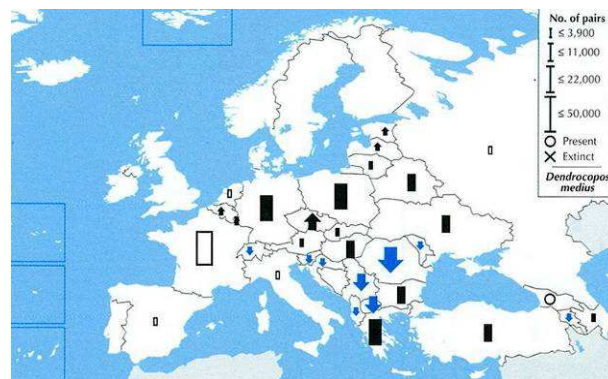 No. of pairs
≤ 3,900
≤ 11,000
≤ 22,000
≤ 50,000
Present
Extinct
Dendrocopos
medius